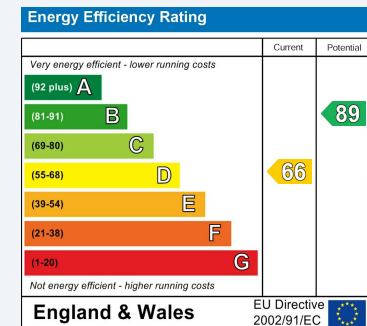 Energy Efficiency Rating
Current Potential
Very energy efficient - lower running costs
(92 plus) A
(81-91) B 89
(69-80) C
(55-68) D 66
(39-54) E
(21-38) F
(1-20) G
Not energy efficient - higher running costs
England & Wales
EU Directive
2002/91/EC